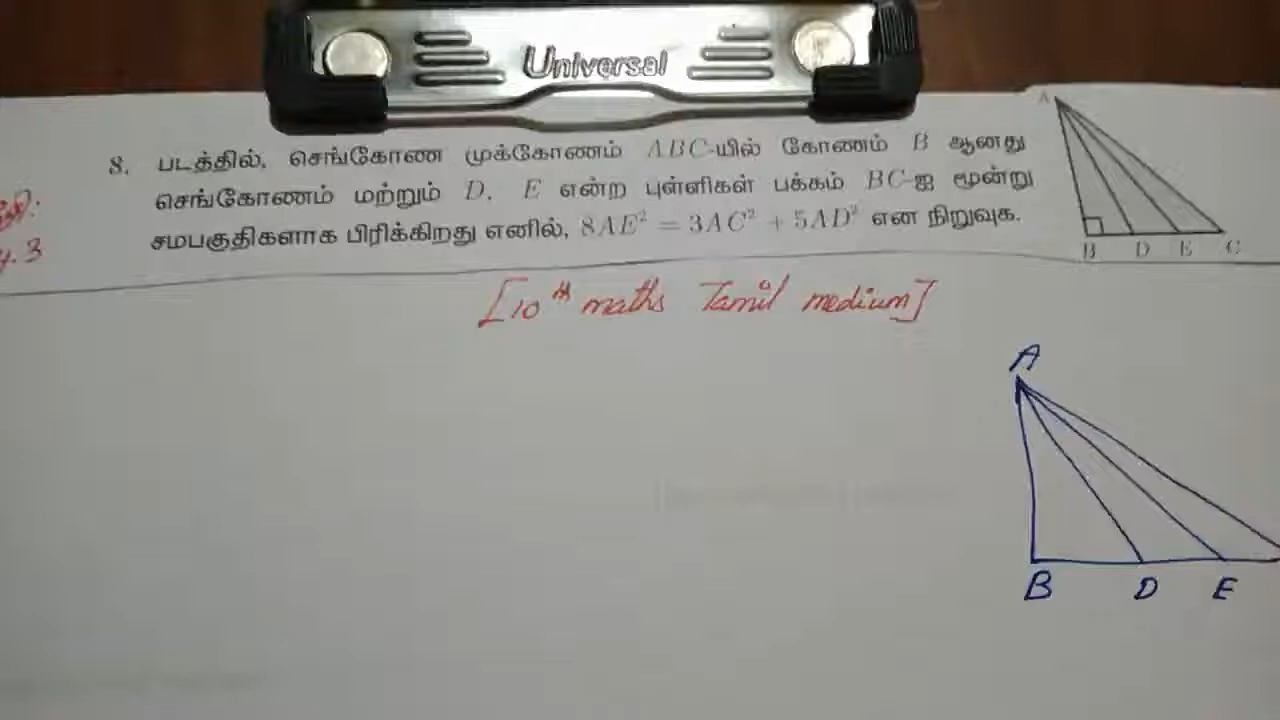 Universal
8. படத்தில், செங்கோண முக்கோணம் ABC-யில் கோணம் B ஆனது
செங்கோணம் மற்றும் D, E என்ற புள்ளிகள் பக்கம் BC-ஐ மூன்று
சமபகுதிகளாக பிரிக்கிறது எனில், 8AE² = 3AC² + 5AD² என நிறுவுக.
A
B D E C
[10th maths Tamil medium]
A
B D E